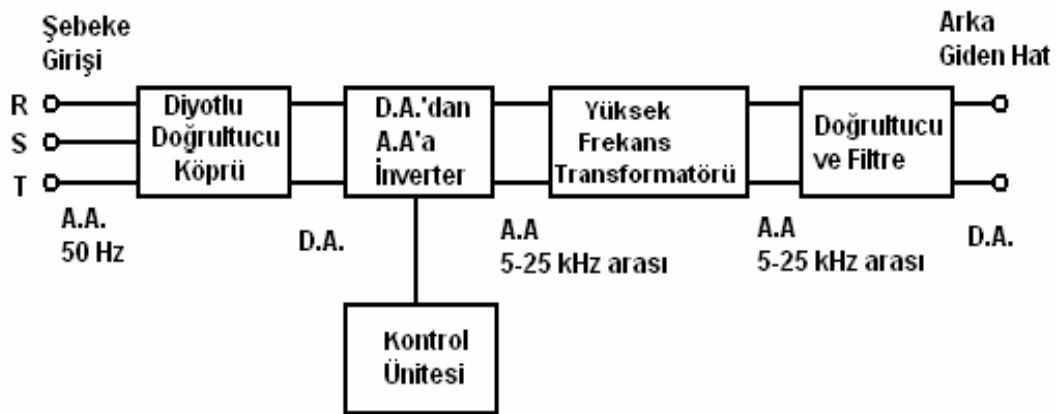 Şebeke
Girişi
Arka
Giden Hat
R
S
T
Diyotlu
Doğrultucu
Köprü
D.A.'dan
A.A'a
İnverter
Yüksek
Frekans
Transformatörü
Doğrultucu
ve Filtre
A.A.
50 Hz
D.A.
A.A
5-25 kHz arası
A.A
5-25 kHz arası
D.A.
Kontrol
Ünitesi